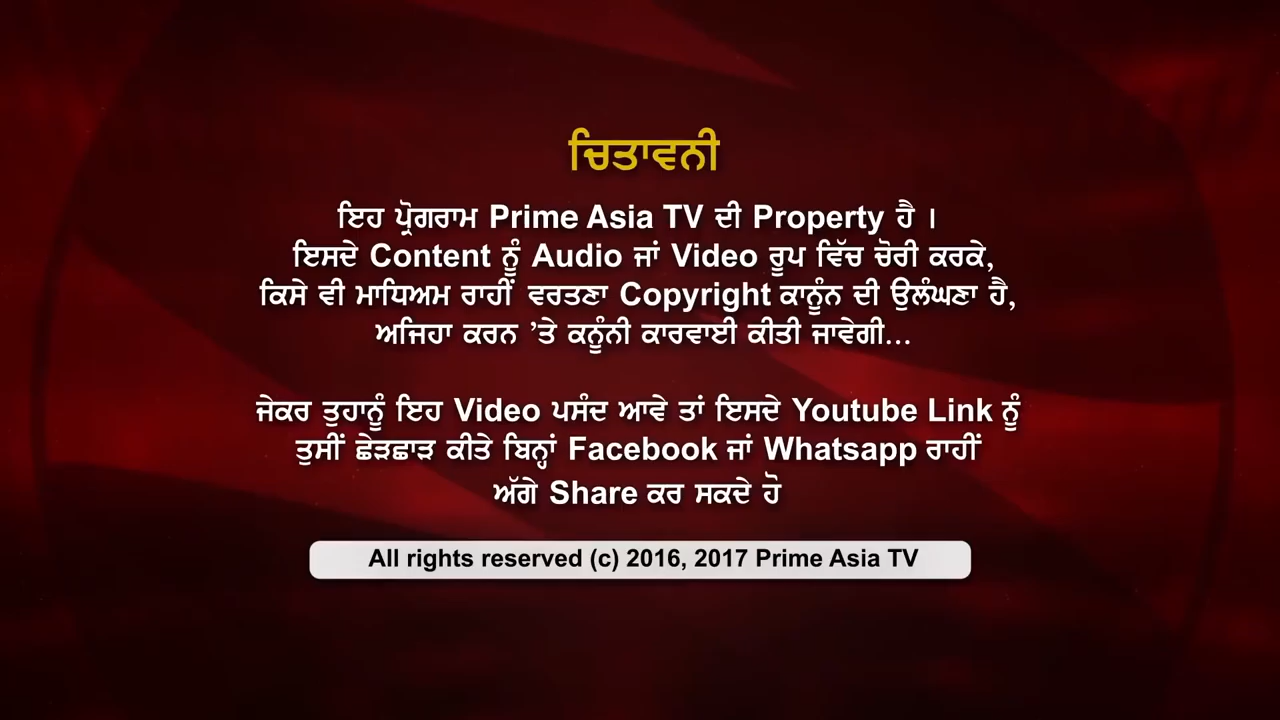 ਚਿਤਾਵਨੀ
ਇਹ ਪ੍ਰੋਗਰਾਮ Prime Asia TV ਦੀ Property ਹੈ ।
ਇਸਦੇ Content ਨੂੰ Audio ਜਾਂ Video ਰੂਪ ਵਿੱਚ ਚੋਰੀ ਕਰਕੇ,
ਕਿਸੇ ਵੀ ਮਾਧਿਅਮ ਰਾਹੀਂ ਵਰਤਣਾ Copyright ਕਾਨੂੰਨ ਦੀ ਉਲੰਘਣਾ ਹੈ,
ਅਜਿਹਾ ਕਰਨ 'ਤੇ ਕਨੂੰਨੀ ਕਾਰਵਾਈ ਕੀਤੀ ਜਾਵੇਗੀ...
ਜੇਕਰ ਤੁਹਾਨੂੰ ਇਹ Video ਪਸੰਦ ਆਵੇ ਤਾਂ ਇਸਦੇ Youtube Link ਨੂੰ
ਤੁਸੀਂ ਛੇੜਛਾੜ ਕੀਤੇ ਬਿਨ੍ਹਾਂ Facebook ਜਾਂ Whatsapp ਰਾਹੀਂ
ਅੱਗੇ Share ਕਰ ਸਕਦੇ ਹੋ
All rights reserved (c) 2016, 2017 Prime Asia TV